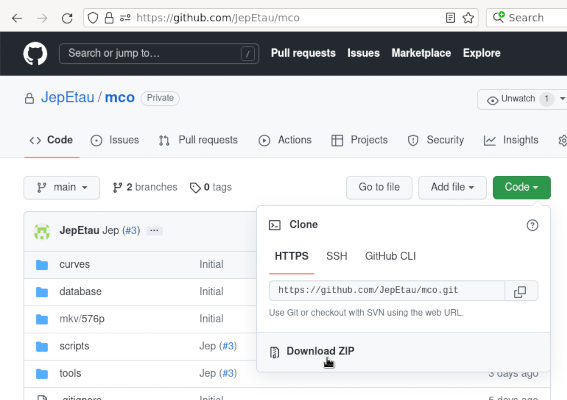 https://github.com/JepEtau/mco
Search
Search or jump to… /
Pull requests Issues Marketplace Explore
JepEtau / mco Private
Unwatch 1
Code Issues Pull requests Actions Projects Security Insights
main 2 branches 0 tags Go to file Add file Code
JepEtau Jep (#3) ...
Clone
HTTPS SSH GitHub CLI
https://github.com/JepEtau/mco.git
Use Git or checkout with SVN using the web URL.
Download ZIP
curves Initial
database Initial
mkv/576p Initial
scripts Jep (#3)
tools Jep (#3) 3 days ago
.gitignore Initial 5 days ago